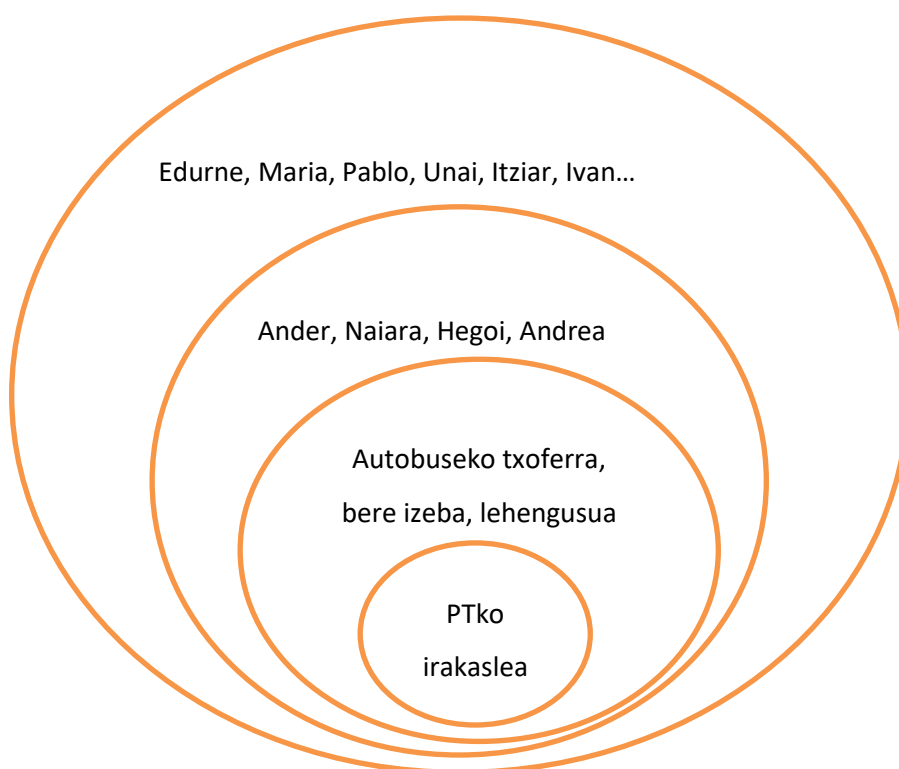 Edurne, Maria, Pablo, Unai, Itziar, Ivan…
Ander, Naiara, Hegoi, Andrea
Autobuseko txoferra,
bere izeba, lehengusua
PTko
irakaslea